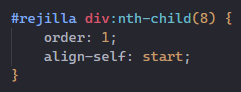 #rejilla div:nth-child(8) {
    order: 1;
    align-self: start;
}